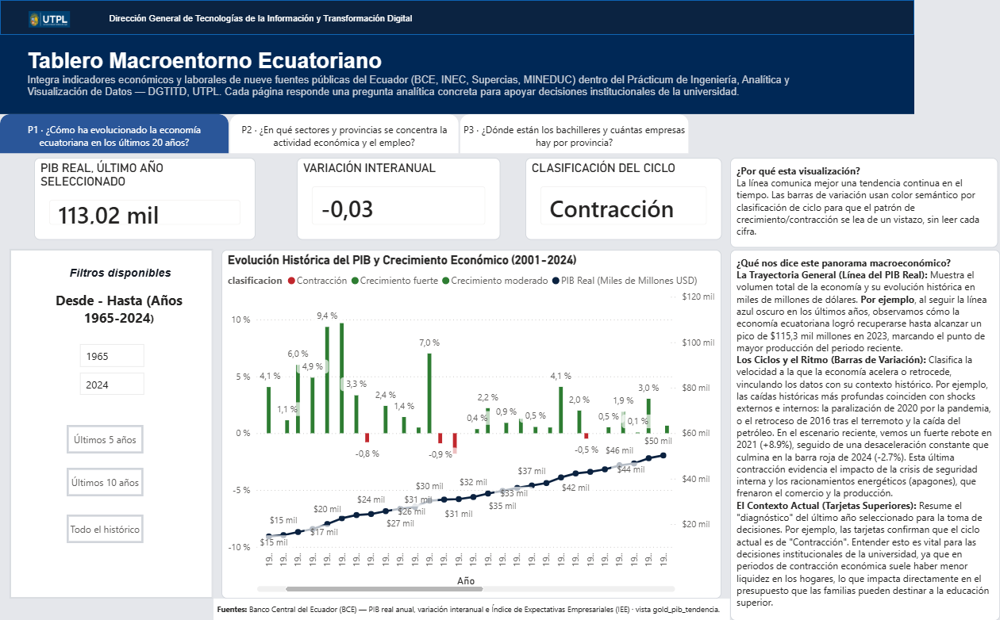 UTPL
Dirección General de Tecnologías de la Información y Transformación Digital
Tablero Macroentorno Ecuatoriano
Integra indicadores económicos y laborales de nueve fuentes públicas del Ecuador (BCE, INEC, Supercias, MINEDUC) dentro del Prácticum de Ingeniería, Analítica y
Visualización de Datos — DGTITD, UTPL. Cada página responde una pregunta analítica concreta para apoyar decisiones institucionales de la universidad.
P1 · ¿Cómo ha evolucionado la economía
ecuatoriana en los últimos 20 años?
P2 · ¿En qué sectores y provincias se concentra la
actividad económica y el empleo?
P3 · ¿Dónde están los bachilleres y cuántas empresas
hay por provincia?
PIB REAL, ÚLTIMO AÑO
SELECCIONADO
113,02 mil
VARIACIÓN INTERANUAL
-0,03
CLASIFICACIÓN DEL CICLO
Contracción
¿Por qué esta visualización?
La línea comunica mejor una tendencia continua en el
tiempo. Las barras de variación usan color semántico por
clasificación de ciclo para que el patrón de
crecimiento/contracción se lea de un vistazo, sin leer cada
cifra.
Filtros disponibles
Desde - Hasta (Años
1965-2024)
1965
2024
Últimos 5 años
Últimos 10 años
Todo el histórico
Evolución Histórica del PIB y Crecimiento Económico (2001-2024)
clasificacion Contracción Crecimiento fuerte Crecimiento moderado PIB Real (Miles de Millones USD)
10 %
5 %
0 %
-5 %
-10 %
$120 mil
$100 mil
$80 mil
$60 mil
$40 mil
$20 mil
4,1 %
1,1 %
6,0 %
4,9 %
9,4 %
3,3 %
-0,8 %
2,4 %
1,4 %
7,0 %
-0,9 %
0,4 %
2,2 %
0,9 %
0,5 %
4,1 %
2,0 %
-0,5 %
0,5 %
1,9 %
0,1 %
3,0 %
$15 mil
$15 mil
$17 mil
$20 mil
$24 mil
$27 mil
$26 mil
$31 mil
$30 mil
$31 mil
$32 mil
$35 mil
$33 mil
$37 mil
$42 mil
$46 mil
$44 mil
$50 mil
19… 19… 19… 19… 19… 19… 19… 19… 19… 19… 19… 19… 19… 19… 19… 19… 19… 19… 19… 19… 19… 19… 19… 19… 19… 19… 19… 19…
Año
¿Qué nos dice este panorama macroeconómico?
La Trayectoria General (Línea del PIB Real): Muestra el
volumen total de la economía y su evolución histórica en
miles de millones de dólares. Por ejemplo, al seguir la línea
azul oscuro en los últimos años, observamos cómo la
economía ecuatoriana logró recuperarse hasta alcanzar un
pico de $115,3 mil millones en 2023, marcando el punto de
mayor producción del periodo reciente.
Los Ciclos y el Ritmo (Barras de Variación): Clasifica la
velocidad a la que la economía acelera o retrocede,
vinculando los datos con su contexto histórico. Por ejemplo,
las caídas históricas más profundas coinciden con shocks
externos e internos: la paralización de 2020 por la pandemia,
o el retroceso de 2016 tras el terremoto y la caída del
petróleo. En el escenario reciente, vemos un fuerte rebote en
2021 (+8.9%), seguido de una desaceleración constante que
culmina en la barra roja de 2024 (-2.7%). Esta última
contracción evidencia el impacto de la crisis de seguridad
interna y los racionamientos energéticos (apagones), que
frenaron el comercio y la producción.
El Contexto Actual (Tarjetas Superiores): Resume el
"diagnóstico" del último año seleccionado para la toma de
decisiones. Por ejemplo, las tarjetas confirman que el ciclo
actual es de "Contracción". Entender esto es vital para las
decisiones institucionales de la universidad, ya que en
periodos de contracción económica suele haber menor
liquidez en los hogares, lo que impacta directamente en el
presupuesto que las familias pueden destinar a la educación
superior.
Fuentes: Banco Central del Ecuador (BCE) — PIB real anual, variación interanual e Índice de Expectativas Empresariales (IEE) · vista gold_pib_tendencia.